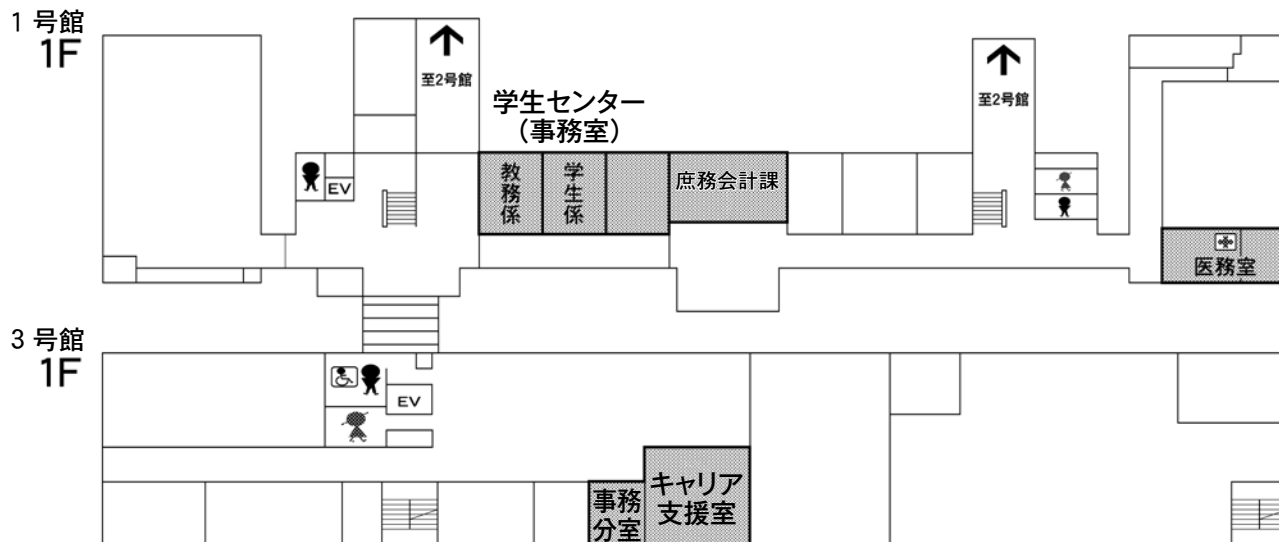 1 号館
1F
至2号館
至2号館
学生センター
（事務室）
EV
教務係
学生係
庶務会計課
医務室
3 号館
1F
EV
事務
分室
キャリア
支援室